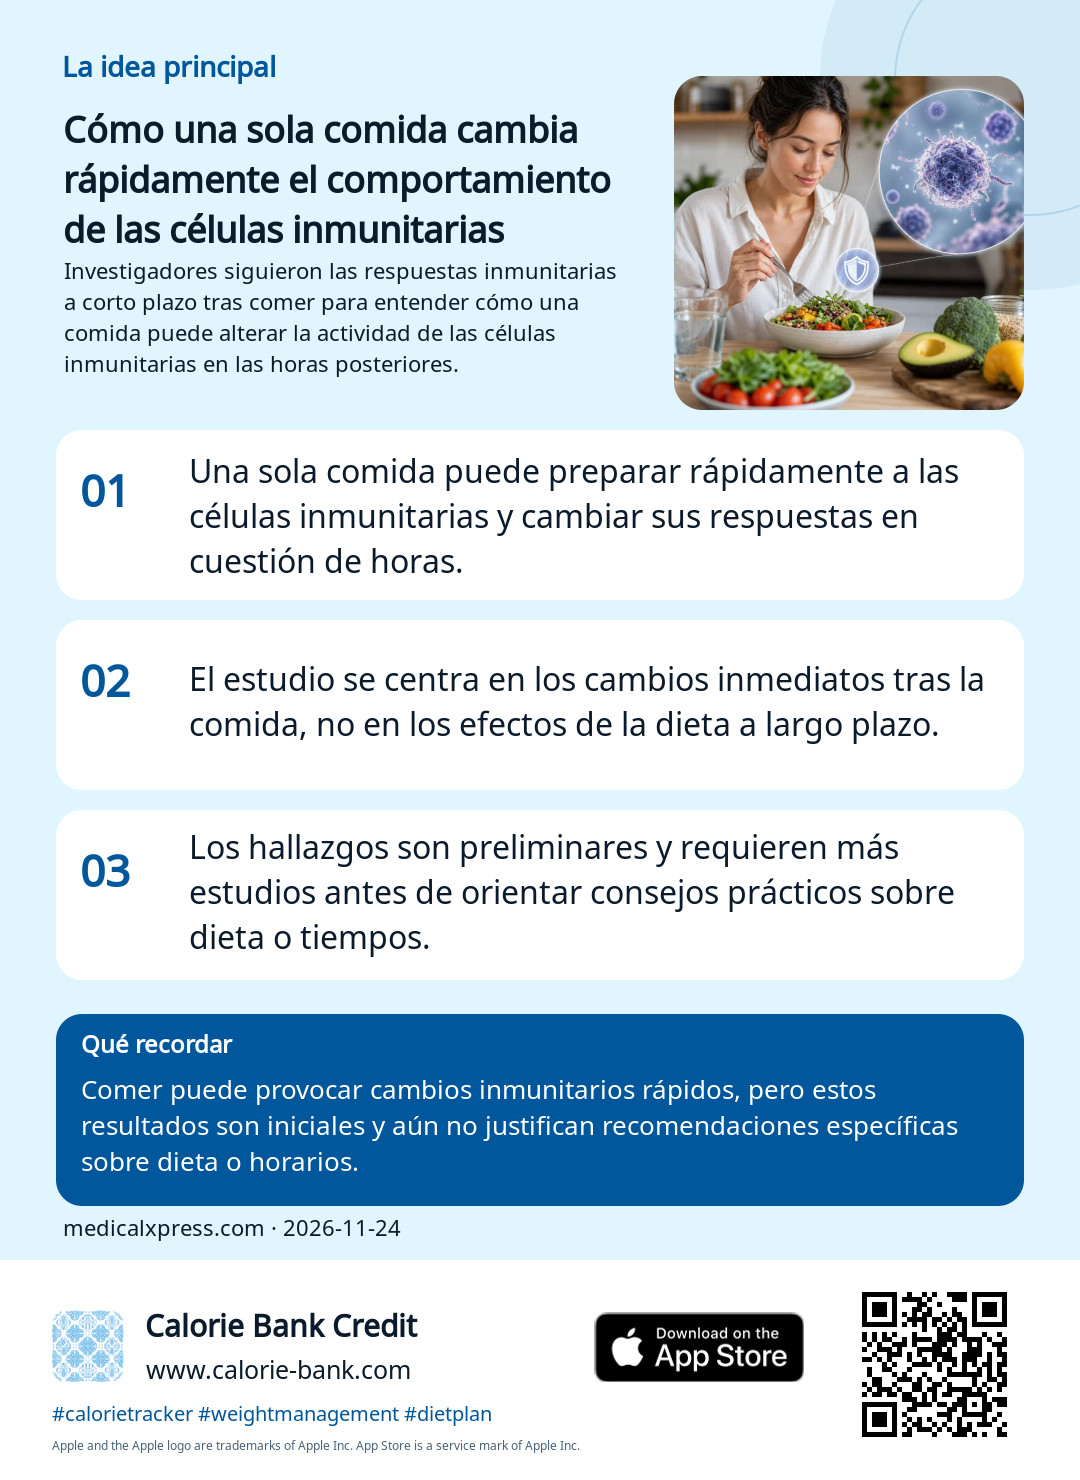 La idea principal
Cómo una sola comida cambia
rápidamente el comportamiento
de las células inmunitarias
Investigadores siguieron las respuestas inmunitarias
a corto plazo tras comer para entender cómo una
comida puede alterar la actividad de las células
inmunitarias en las horas posteriores.
01
Una sola comida puede preparar rápidamente a las
células inmunitarias y cambiar sus respuestas en
cuestión de horas.
02
El estudio se centra en los cambios inmediatos tras la
comida, no en los efectos de la dieta a largo plazo.
03
Los hallazgos son preliminares y requieren más
estudios antes de orientar consejos prácticos sobre
dieta o tiempos.
Qué recordar
Comer puede provocar cambios inmunitarios rápidos, pero estos
resultados son iniciales y aún no justifican recomendaciones específicas
sobre dieta o horarios.
medicalxpress.com · 2026-11-24
Calorie Bank Credit
www.calorie-bank.com
Download on the
App Store
#calorietracker #weightmanagement #dietplan
Apple and the Apple logo are trademarks of Apple Inc. App Store is a service mark of Apple Inc.